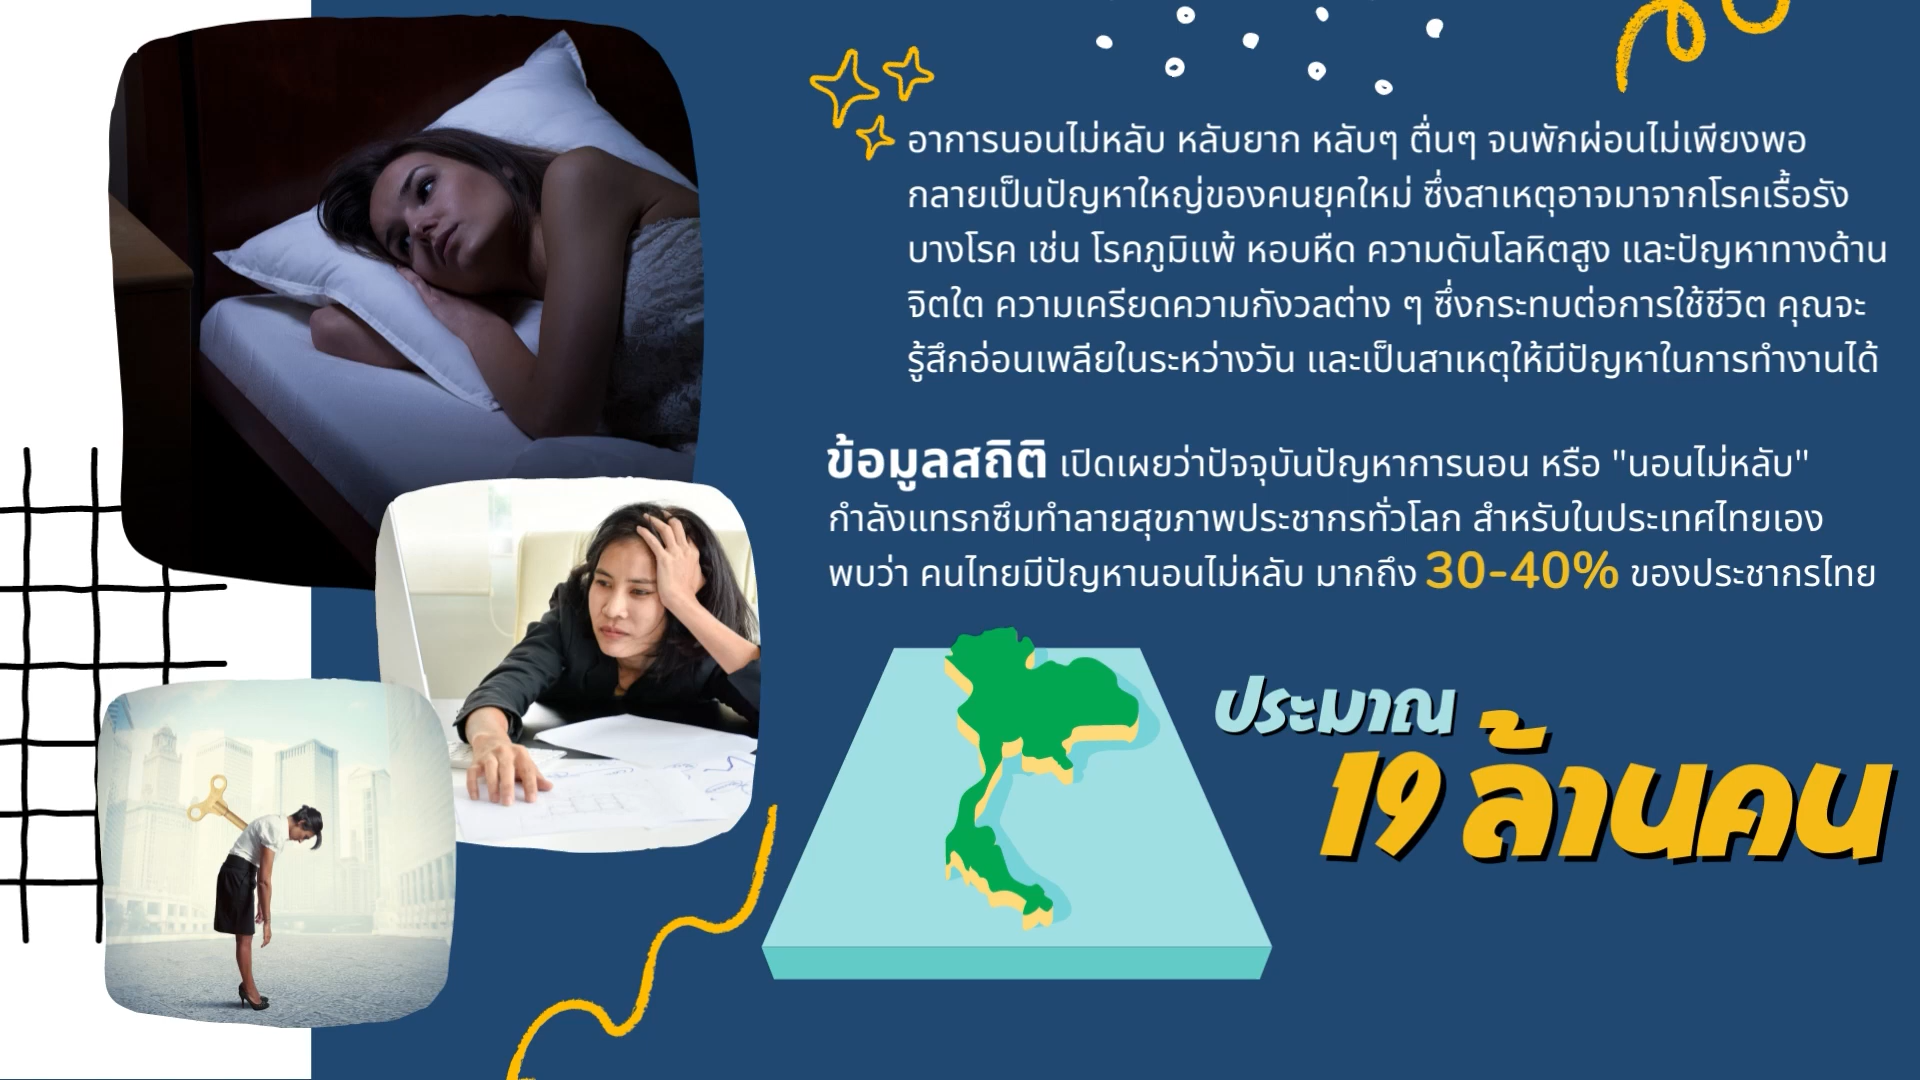 อาการนอนไม่หลับ หลับยาก หลับๆ ตื่นๆ จนพักผ่อนไม่เพียงพอ
กลายเป็นปัญหาใหญ่ของคนยุคใหม่ ซึ่งสาเหตุอาจมาจากโรคเรื้อรัง
บางโรค เช่น โรคภูมิแพ้ หอบหืด ความดันโลหิตสูง และปัญหาทางด้าน
จิตใต ความเครียดความกังวลต่าง ๆ ซึ่งกระทบต่อการใช้ชีวิต คุณจะ
รู้สึกอ่อนเพลียในระหว่างวัน และเป็นสาเหตุให้มีปัญหาในการทำงานได้
ข้อมูลสถิติ เปิดเผยว่าปัจจุบันปัญหาการนอน หรือ "นอนไม่หลับ"
กำลังแทรกซึมทำลายสุขภาพประชากรทั่วโลก สำหรับในประเทศไทยเอง
พบว่า คนไทยมีปัญหานอนไม่หลับ มากถึง 30-40% ของประชากรไทย
ประมาณ
19 ล้านคน